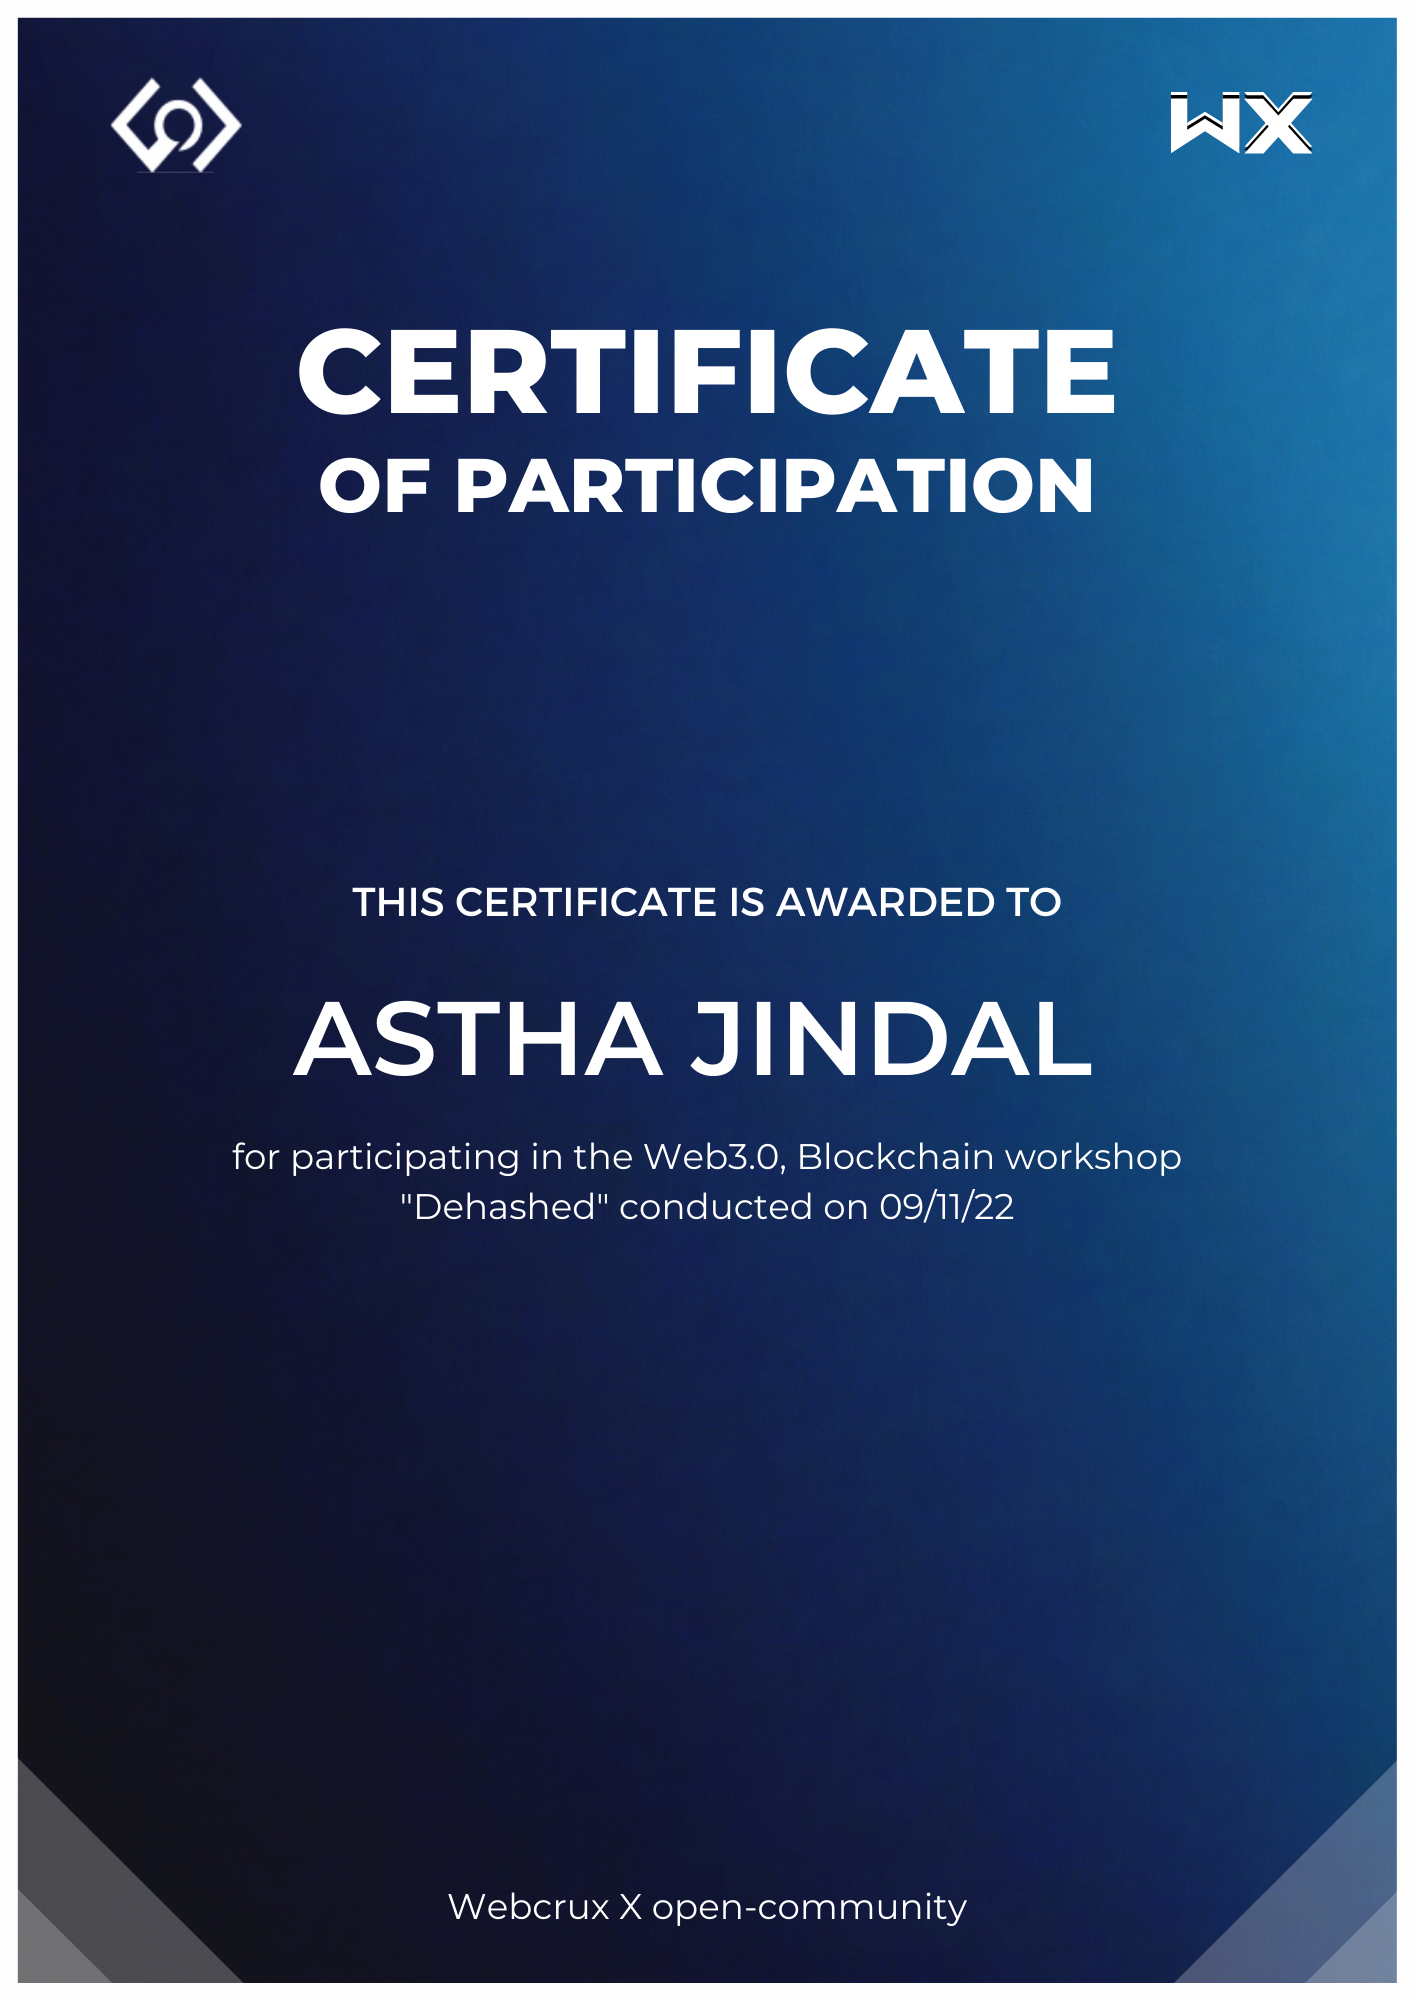 WX
CERTIFICATE
OF PARTICIPATION
THIS CERTIFICATE IS AWARDED TO
ASTHA JINDAL
for participating in the Web3.0, Blockchain workshop
"Dehashed" conducted on 09/11/22
Webcrux X open-community